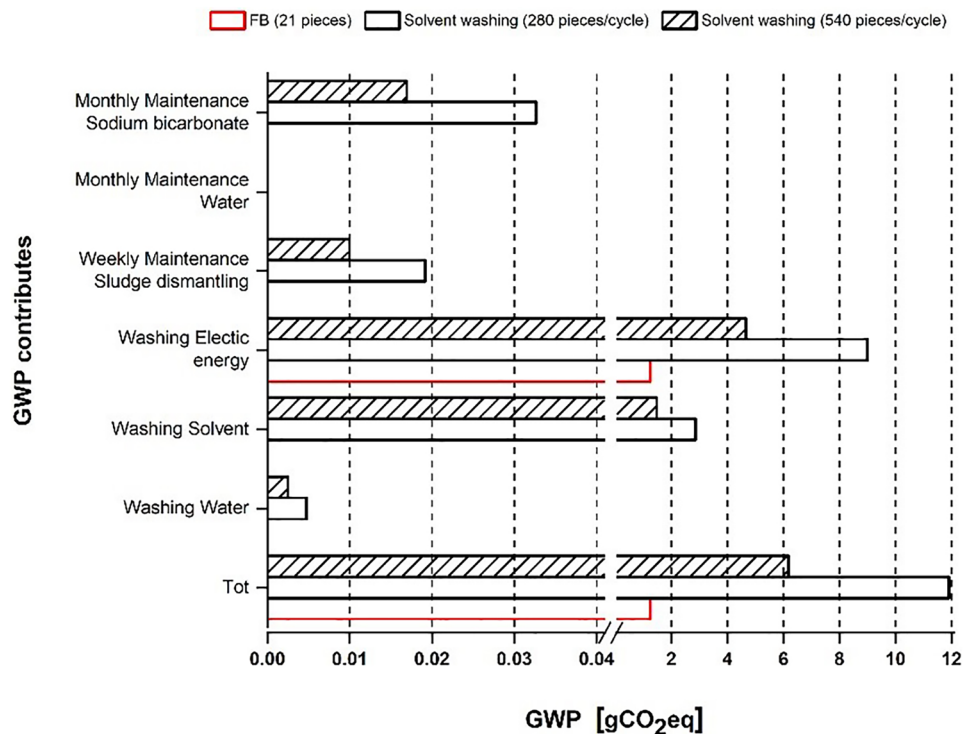 FB (21 pieces) Solvent washing (280 pieces/cycle) Solvent washing (540 pieces/cycle)
GWP contributes
Monthly Maintenance
Sodium bicarbonate
Monthly Maintenance
Water
Weekly Maintenance
Sludge dismantling
Washing Electic
energy
Washing Solvent
Washing Water
Tot
0.00 0.01 0.02 0.03 0.04 2 4 6 8 10 12
GWP [gCO₂eq]